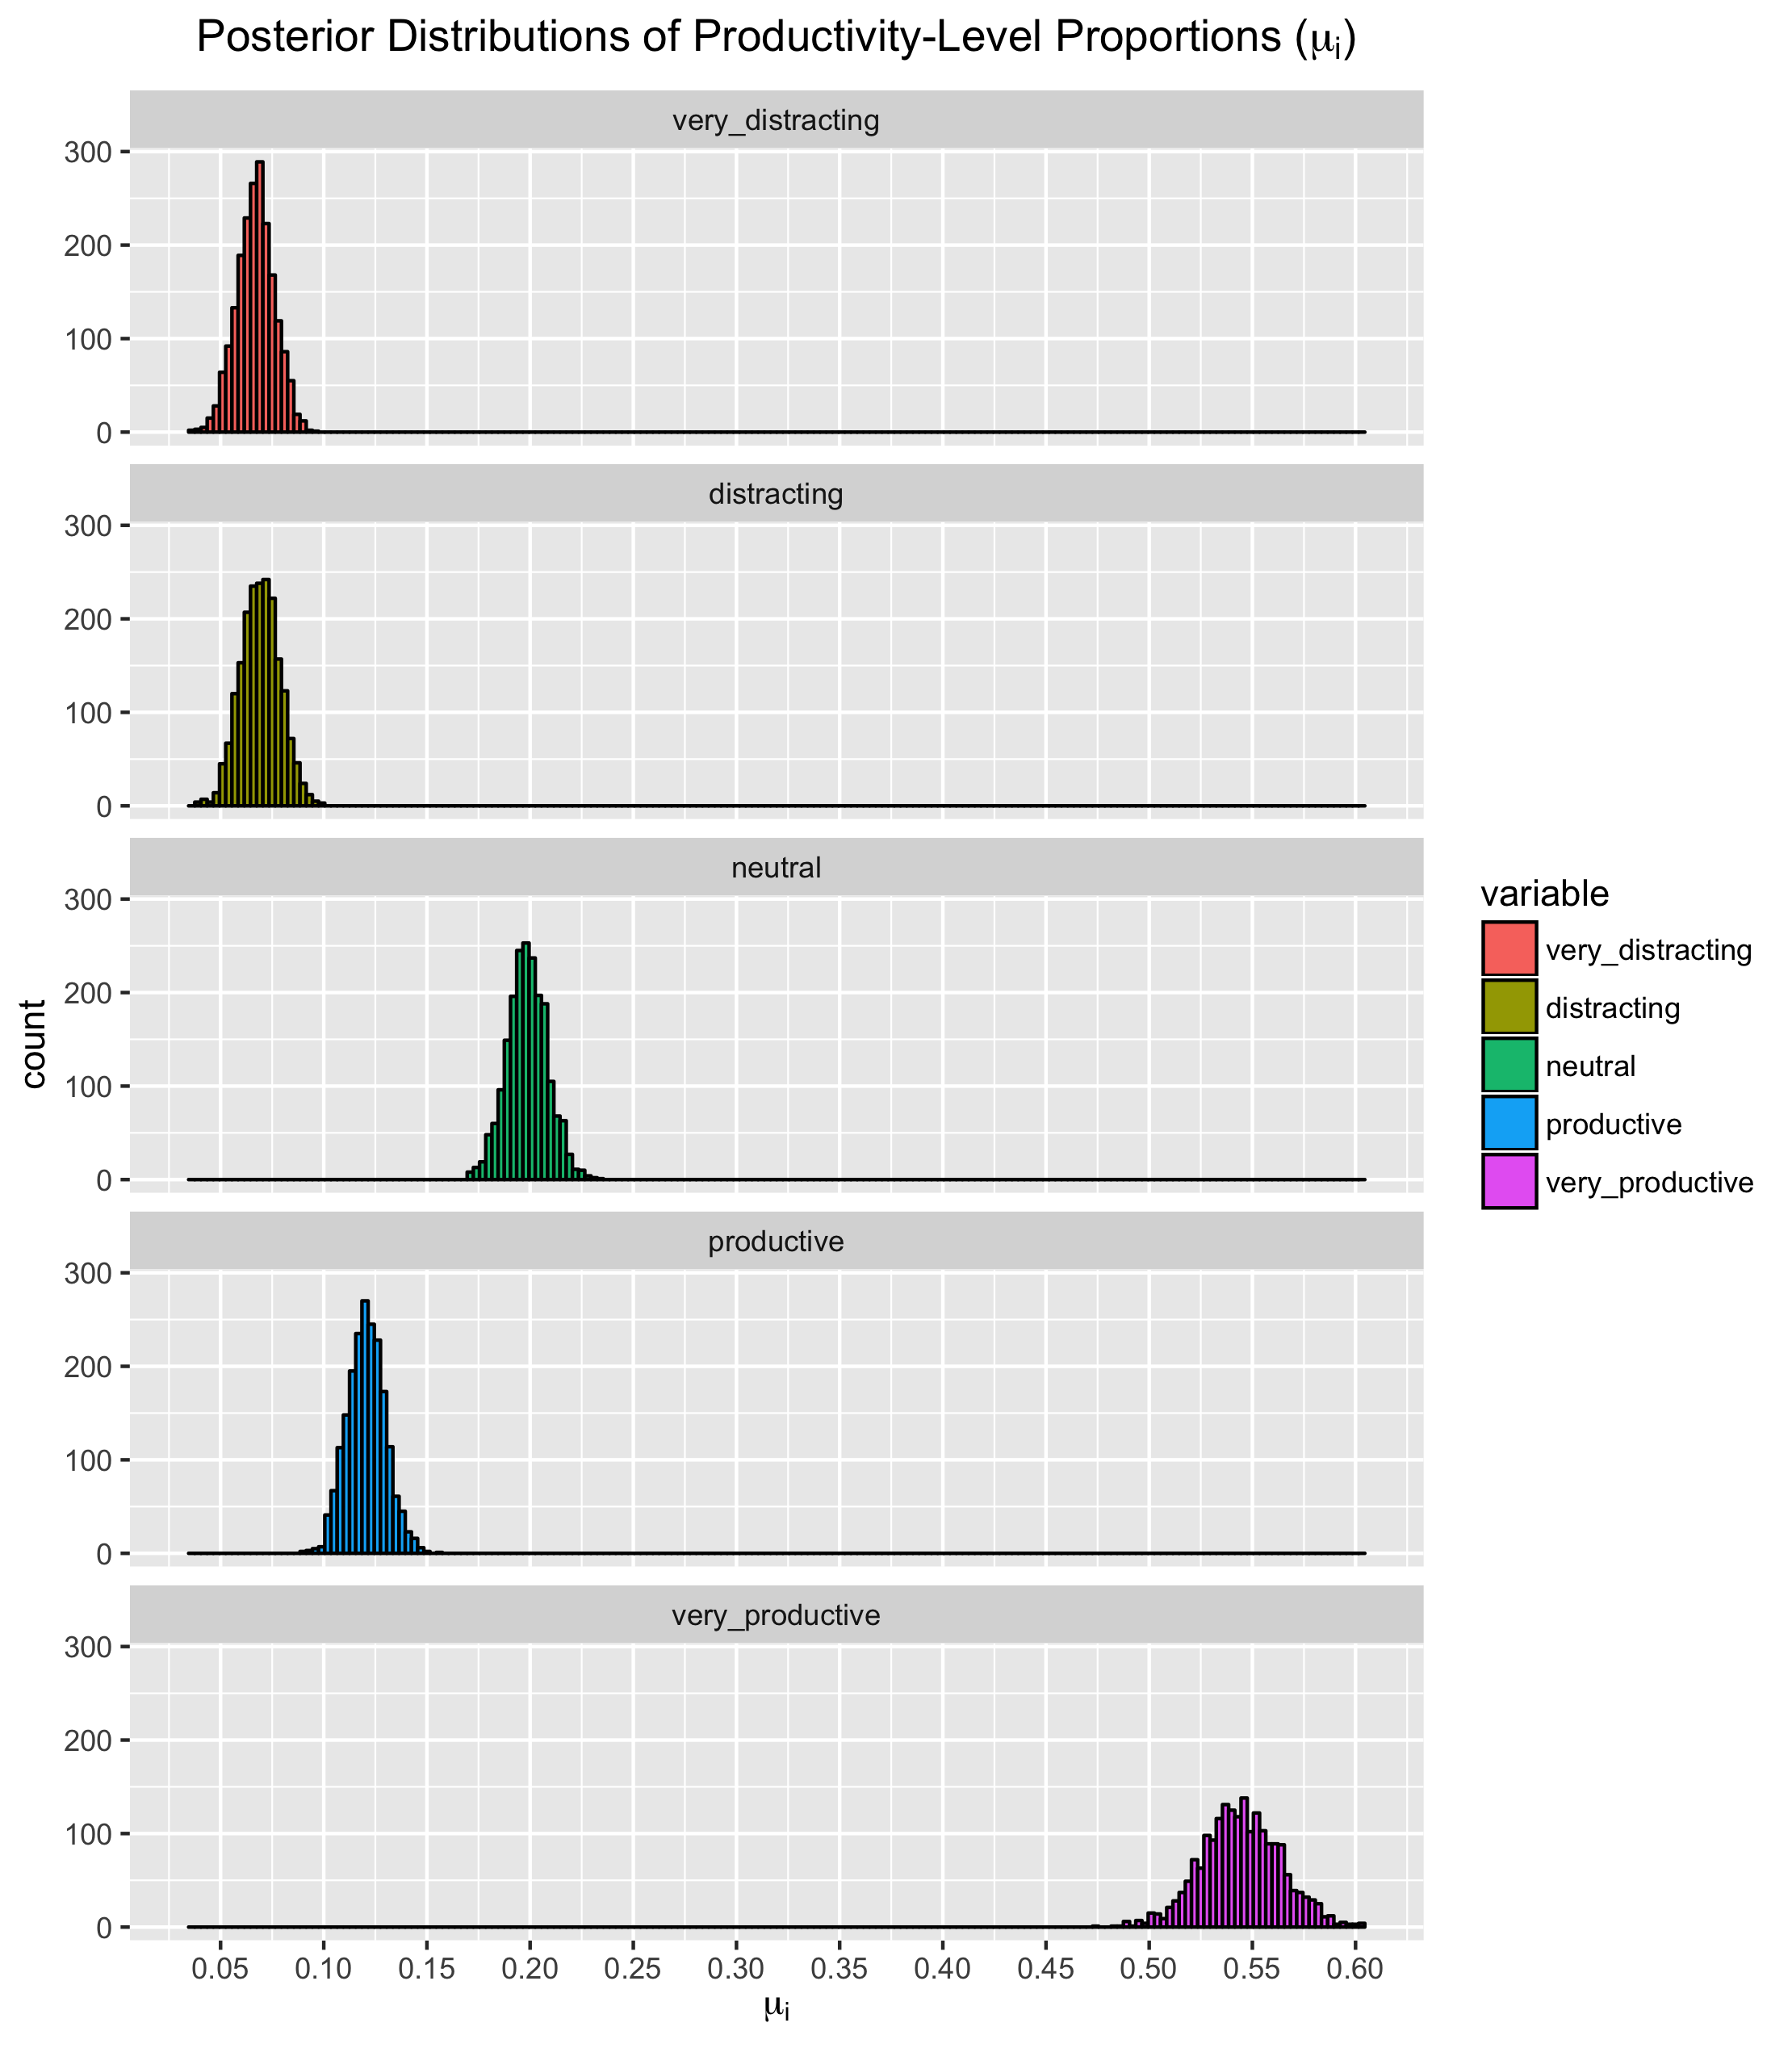 Posterior Distributions of Productivity-Level Proportions (μi)
very_distracting
300
200
100
0
distracting
300
200
100
0
neutral
300
200
100
0
productive
300
200
100
0
very_productive
300
200
100
0
0.05 0.10 0.15 0.20 0.25 0.30 0.35 0.40 0.45 0.50 0.55 0.60
μi
count
variable
very_distracting
distracting
neutral
productive
very_productive